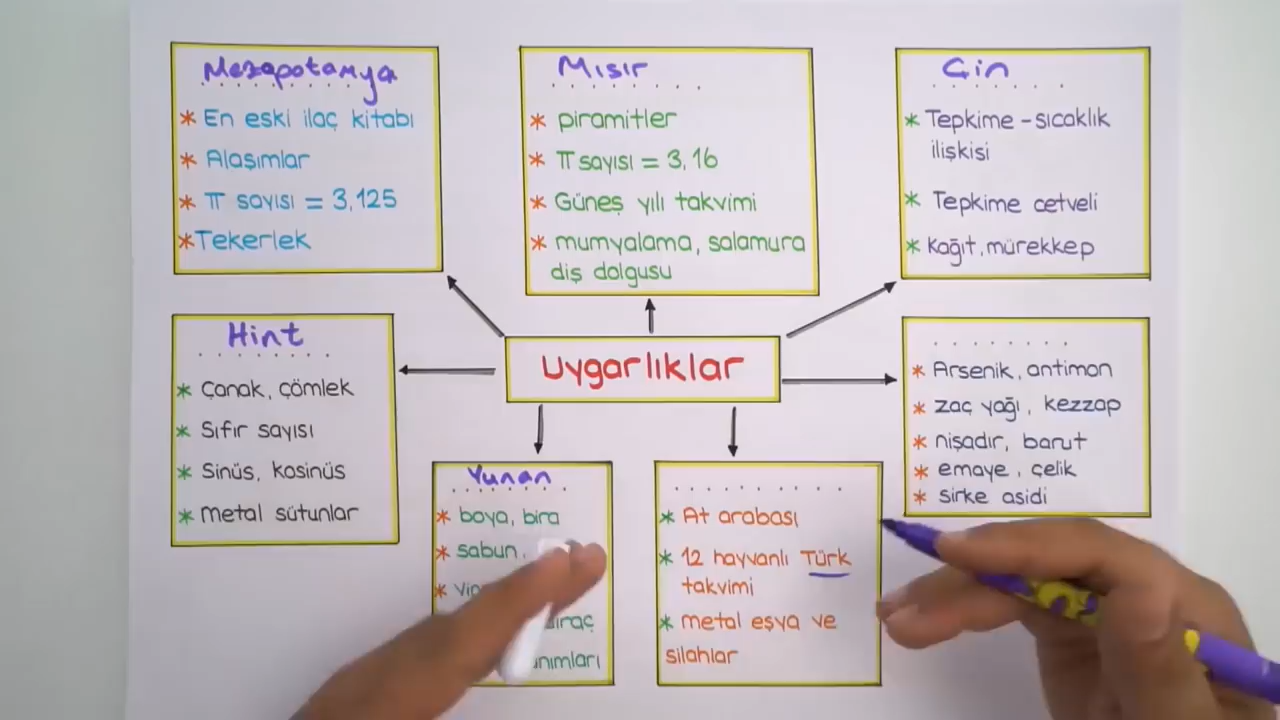 Mezapotamya
* En eski ilaç kitabı
* Alaşımlar
* π sayısı = 3,125
* Tekerlek
Mısır
* piramitler
* π sayısı = 3,16
* Güneş yılı takvimi
* mumyalama, salamura
diş dolgusu
Çin
* Tepkime - sıcaklık
ilişkisi
* Tepkime cetveli
* Kağıt, mürekkep
Hint
* Çanak, çömlek
* Sıfır sayısı
* Sinüs, kosinüs
* Metal sütunlar
Uygarlıklar
* Arsenik, antimon
* zaç yağı, kezzap
* nişadır, barut
* emaye, çelik
* sirke asidi
Yunan
* boya, bira
* sabun,
* At arabası
* 12 hayvanlı Türk
takvimi
* metal eşya ve
silahlar